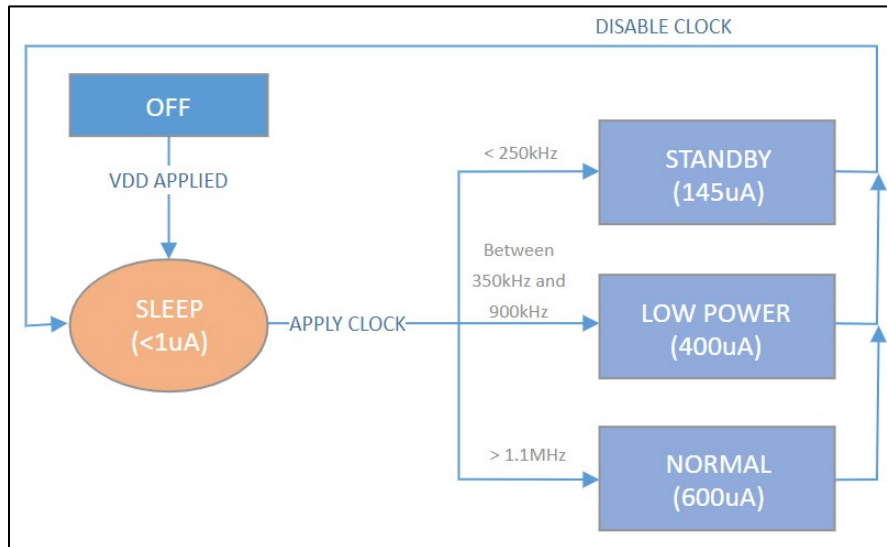 DISABLE CLOCK
OFF
VDD APPLIED
SLEEP
(<1uA)
APPLY CLOCK
< 250kHz
STANDBY
(145uA)
Between
350kHz and
900kHz
LOW POWER
(400uA)
> 1.1MHz
NORMAL
(600uA)